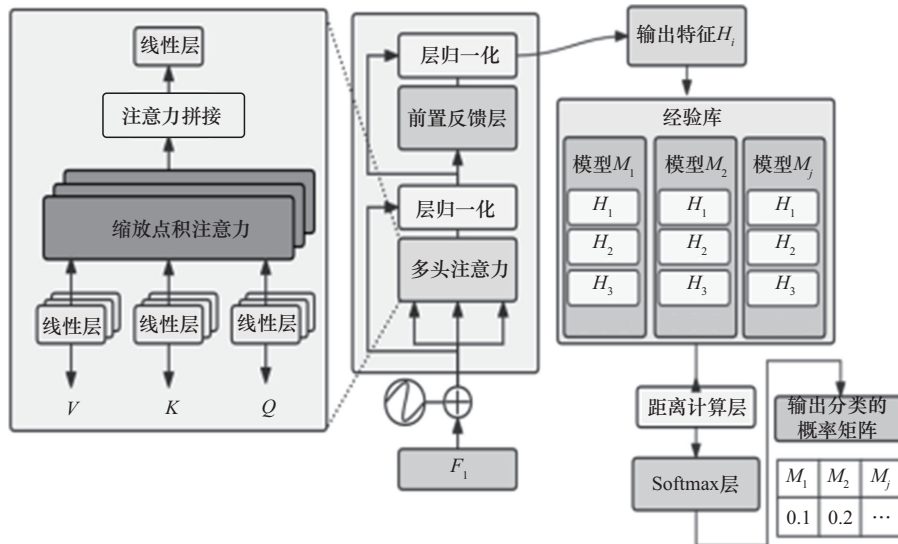 线性层
注意力拼接
缩放点积注意力
线性层
线性层
线性层
V
K
Q
层归一化
前置反馈层
层归一化
多头注意力
F₁
输出特征Hᵢ
经验库
模型M₁
H₁
H₂
H₃
模型M₂
H₁
H₂
H₃
模型Mⱼ
H₁
H₂
H₃
距离计算层
Softmax层
输出分类的
概率矩阵
M₁ M₂ Mⱼ
0.1 0.2 …